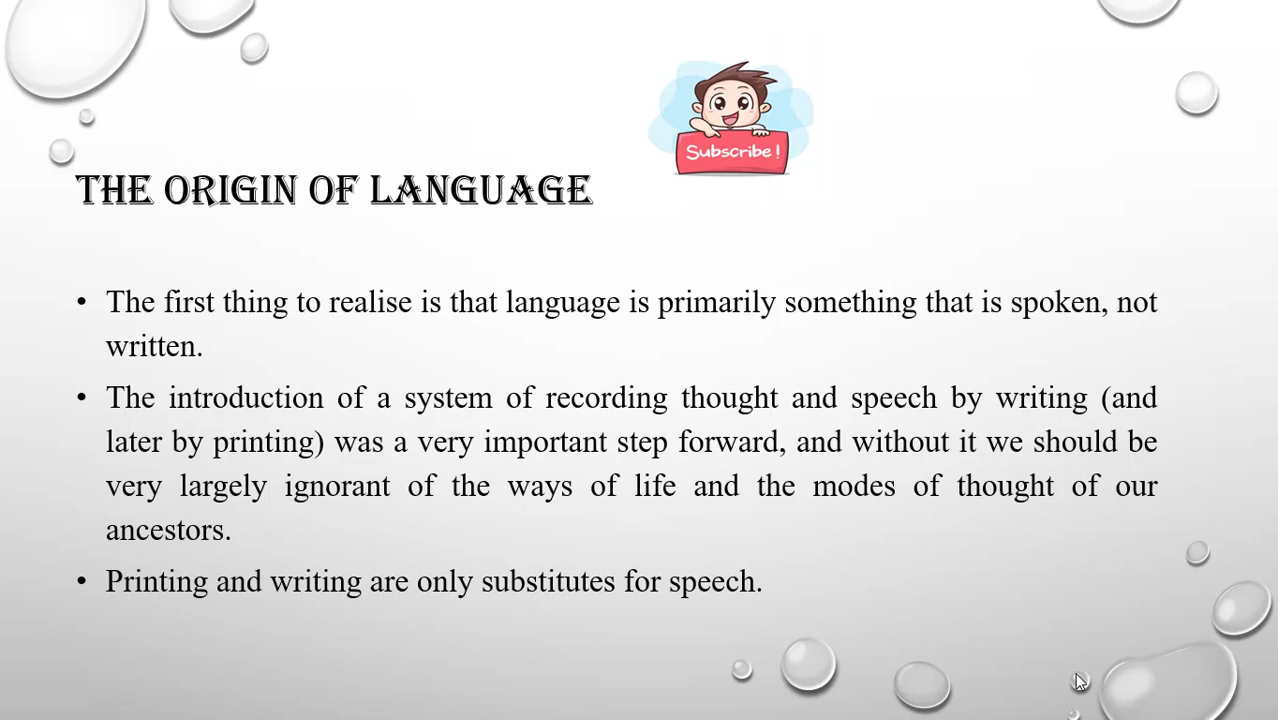 Subscribe !
THE ORIGIN OF LANGUAGE
• The first thing to realise is that language is primarily something that is spoken, not
written.
• The introduction of a system of recording thought and speech by writing (and
later by printing) was a very important step forward, and without it we should be
very largely ignorant of the ways of life and the modes of thought of our
ancestors.
• Printing and writing are only substitutes for speech.